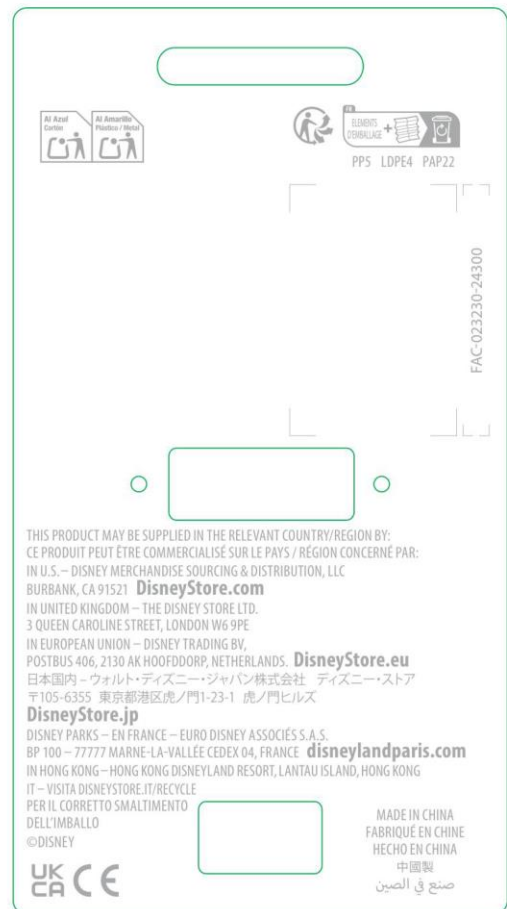 Al Azul
Cartón
Al Amarillo
Plástico / Metal
FR
ÉLÉMENTS
D'EMBALLAGE
+
PP5 LDPE4 PAP22
FAC-023230-24300
THIS PRODUCT MAY BE SUPPLIED IN THE RELEVANT COUNTRY/REGION BY:
CE PRODUIT PEUT ÊTRE COMMERCIALISÉ SUR LE PAYS / RÉGION CONCERNÉ PAR:
IN U.S. – DISNEY MERCHANDISE SOURCING & DISTRIBUTION, LLC
BURBANK, CA 91521 DisneyStore.com
IN UNITED KINGDOM – THE DISNEY STORE LTD.
3 QUEEN CAROLINE STREET, LONDON W6 9PE
IN EUROPEAN UNION – DISNEY TRADING BV,
POSTBUS 406, 2130 AK HOOFDDORP, NETHERLANDS. DisneyStore.eu
日本国内 – ウォルト・ディズニー・ジャパン株式会社 ディズニー・ストア
〒105-6355 東京都港区虎ノ門1-23-1 虎ノ門ヒルズ
DisneyStore.jp
DISNEY PARKS – EN FRANCE – EURO DISNEY ASSOCIÉS S.A.S.
BP 100 – 77777 MARNE-LA-VALLÉE CEDEX 04, FRANCE disneylandparis.com
IN HONG KONG – HONG KONG DISNEYLAND RESORT, LANTAU ISLAND, HONG KONG
IT – VISITA DISNEYSTORE.IT/RECYCLE
PER IL CORRETTO SMALTIMENTO
DELL'IMBALLO
©DISNEY
UK
CA CE
MADE IN CHINA
FABRIQUÉ EN CHINE
HECHO EN CHINA
中國製
صنع في الصين